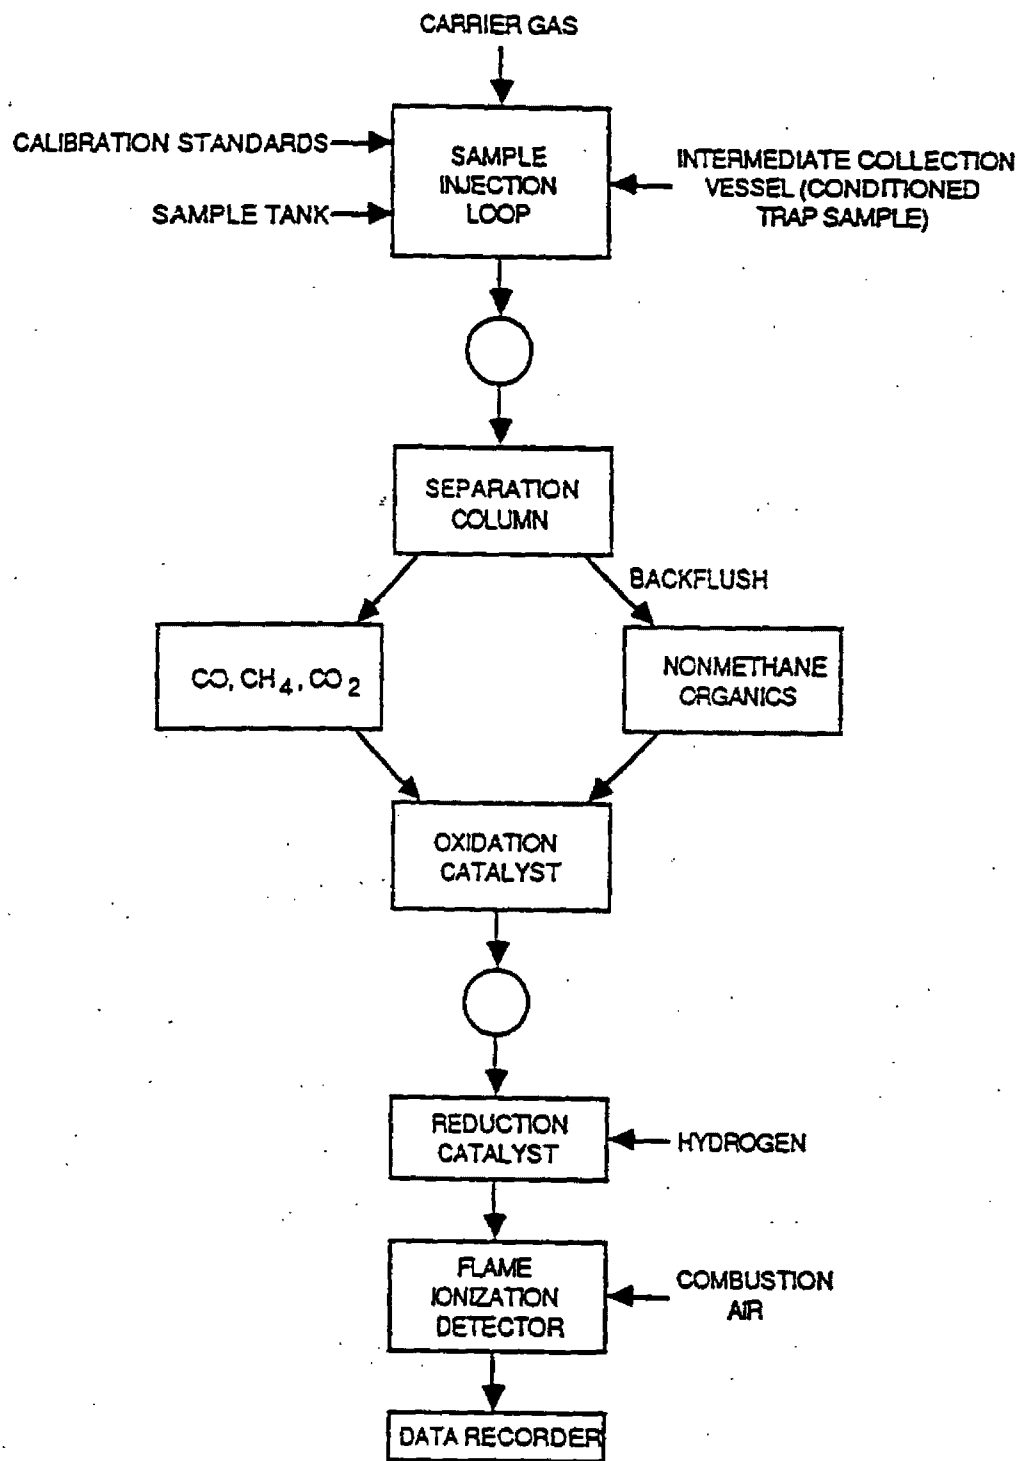 CARRIER GAS
CALIBRATION STANDARDS
SAMPLE TANK
SAMPLE
INJECTION
LOOP
INTERMEDIATE COLLECTION
VESSEL (CONDITIONED
TRAP SAMPLE)
SEPARATION
COLUMN
BACKFLUSH
CO, CH4, CO2
NONMETHANE
ORGANICS
OXIDATION
CATALYST
REDUCTION
CATALYST
HYDROGEN
FLAME
IONIZATION
DETECTOR
COMBUSTION
AIR
DATA RECORDER